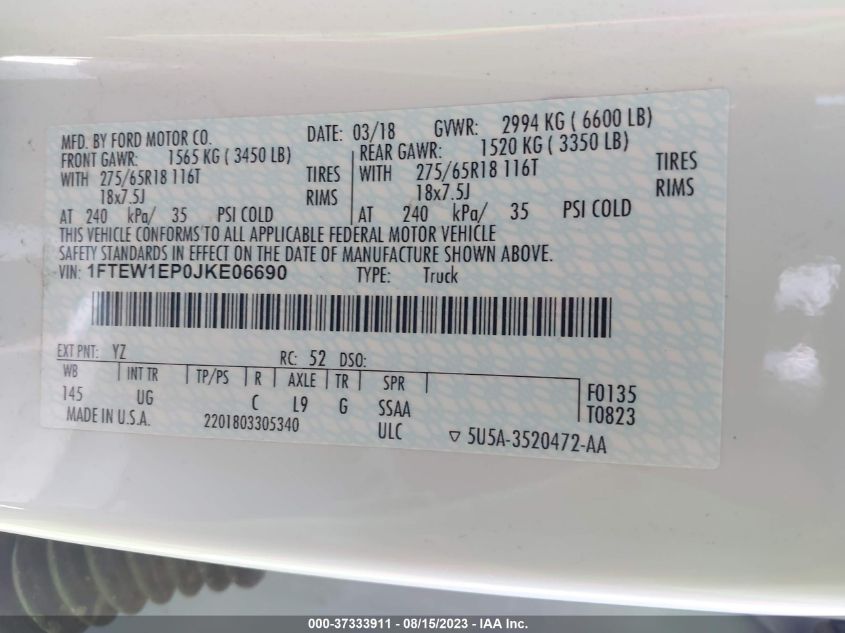 MFD. BY FORD MOTOR CO. DATE: 03/18 GVWR: 2994 KG ( 6600 LB)
FRONT GAWR: 1565 KG ( 3450 LB) REAR GAWR: 1520 KG ( 3350 LB)
WITH 275/65R18 116T TIRES WITH 275/65R18 116T TIRES
18x7.5J RIMS 18x7.5J RIMS
AT 240 kPa/ 35 PSI COLD AT 240 kPa/ 35 PSI COLD
THIS VEHICLE CONFORMS TO ALL APPLICABLE FEDERAL MOTOR VEHICLE
SAFETY STANDARDS IN EFFECT ON THE DATE OF MANUFACTURE SHOWN ABOVE.
VIN: 1FTEW1EP0JKE06690 TYPE: Truck
EXT PNT: YZ RC: 52 DSO:
WB INT TR TP/PS R AXLE TR SPR
145 UG C L9 G SSAA F0135
MADE IN U.S.A. 2201803305340 ULC T0823
▽ 5U5A-3520472-AA
000-37333911 - 08/15/2023 - IAA Inc.